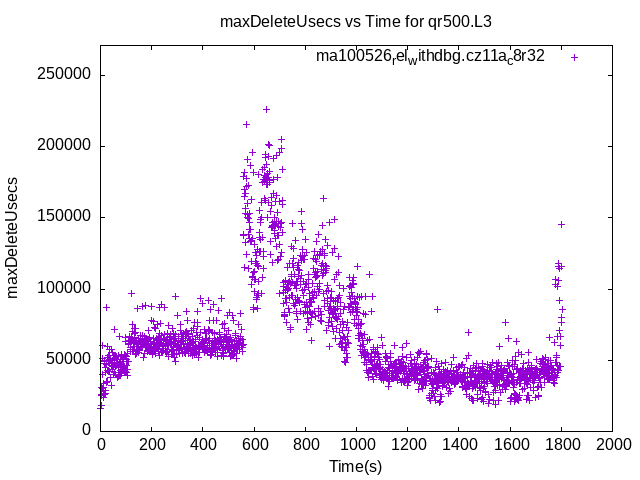 maxDeleteUsecs vs Time for qr500.L3
ma100526_rel_withdbg.cz11a_c8r32
250000
200000
150000
100000
50000
0
maxDeleteUsecs
0 200 400 600 800 1000 1200 1400 1600 1800 2000
Time(s)